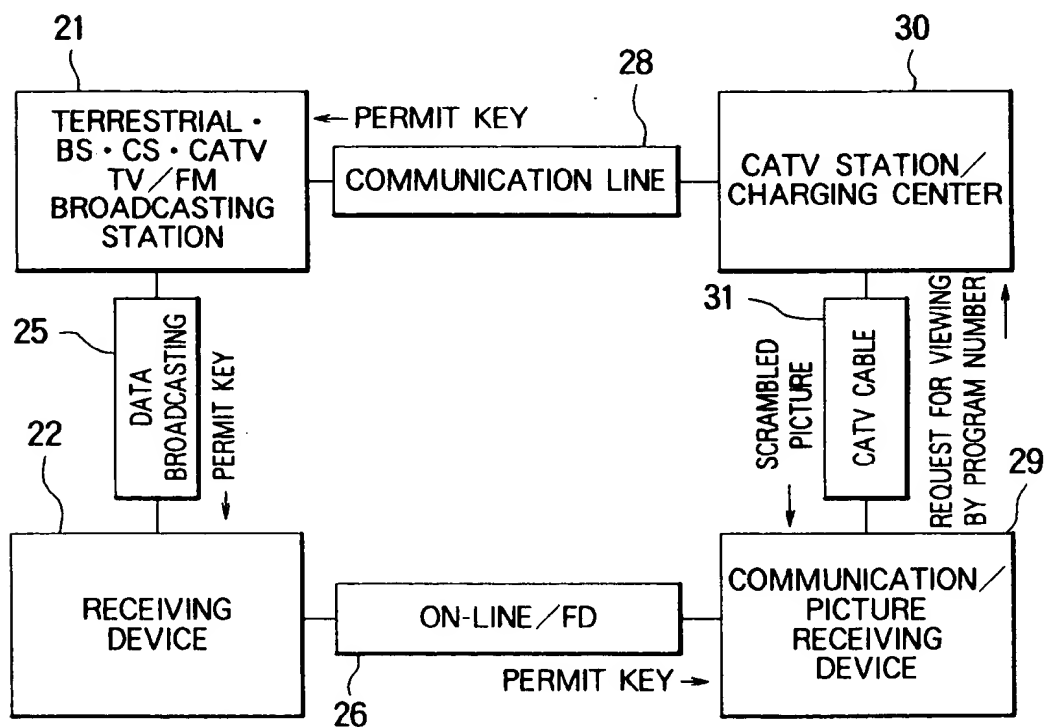 21
30
28
← PERMIT KEY
TERRESTRIAL・
BS・CS・CATV
TV/FM
BROADCASTING
STATION
COMMUNICATION LINE
CATV STATION/
CHARGING CENTER
25
DATA
BROADCASTING
PERMIT KEY
→
31
SCRAMBLED
PICTURE
→
CATV CABLE
REQUEST FOR VIEWING
BY PROGRAM NUMBER →
22
29
RECEIVING
DEVICE
ON-LINE/FD
COMMUNICATION/
PICTURE
RECEIVING
DEVICE
PERMIT KEY →
26